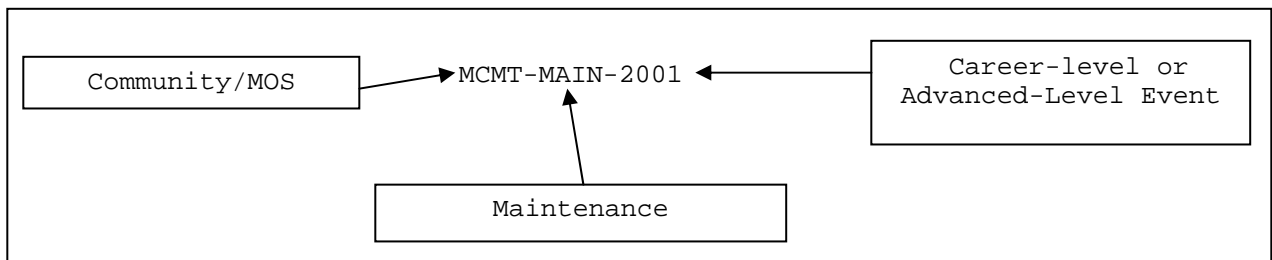 Community/MOS
MCMT-MAIN-2001
Career-level or
Advanced-Level Event
Maintenance